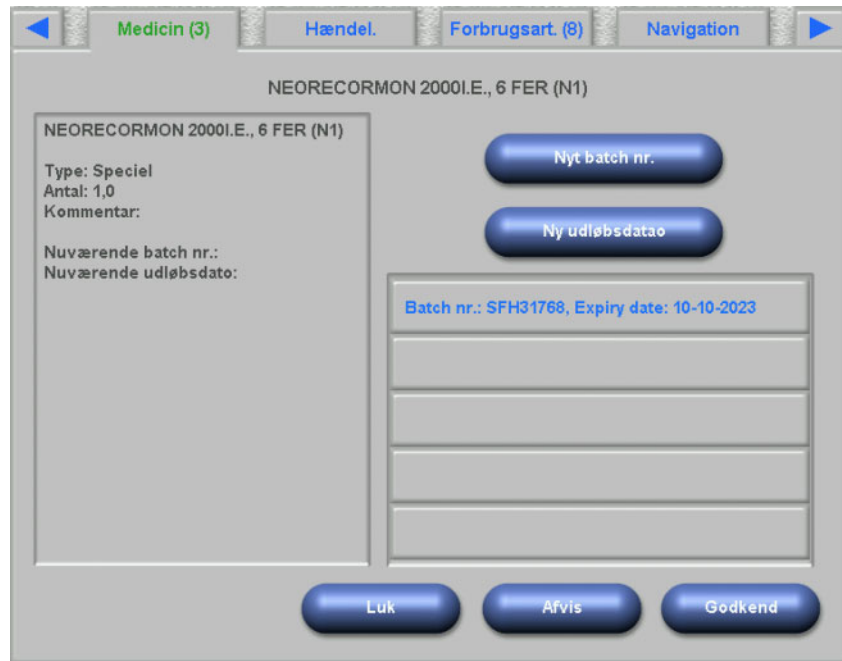 Medicin (3)
Hændel.
Forbrugsart. (8)
Navigation
NEORECORMON 2000I.E., 6 FER (N1)
NEORECORMON 2000I.E., 6 FER (N1)
Type: Speciel
Antal: 1,0
Kommentar:
Nuværende batch nr.:
Nuværende udløbsdato:
Nyt batch nr.
Ny udløbsdatao
Batch nr.: SFH31768, Expiry date: 10-10-2023
Luk
Afvis
Godkend